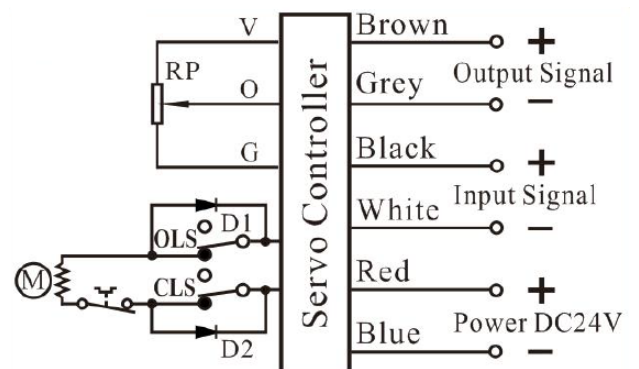 V
Brown
+
RP
Output Signal
O
Grey
−
G
Black
+
Servo Controller
Input Signal
D1
White
−
OLS
M
CLS
Red
+
Power DC24V
D2
Blue
−